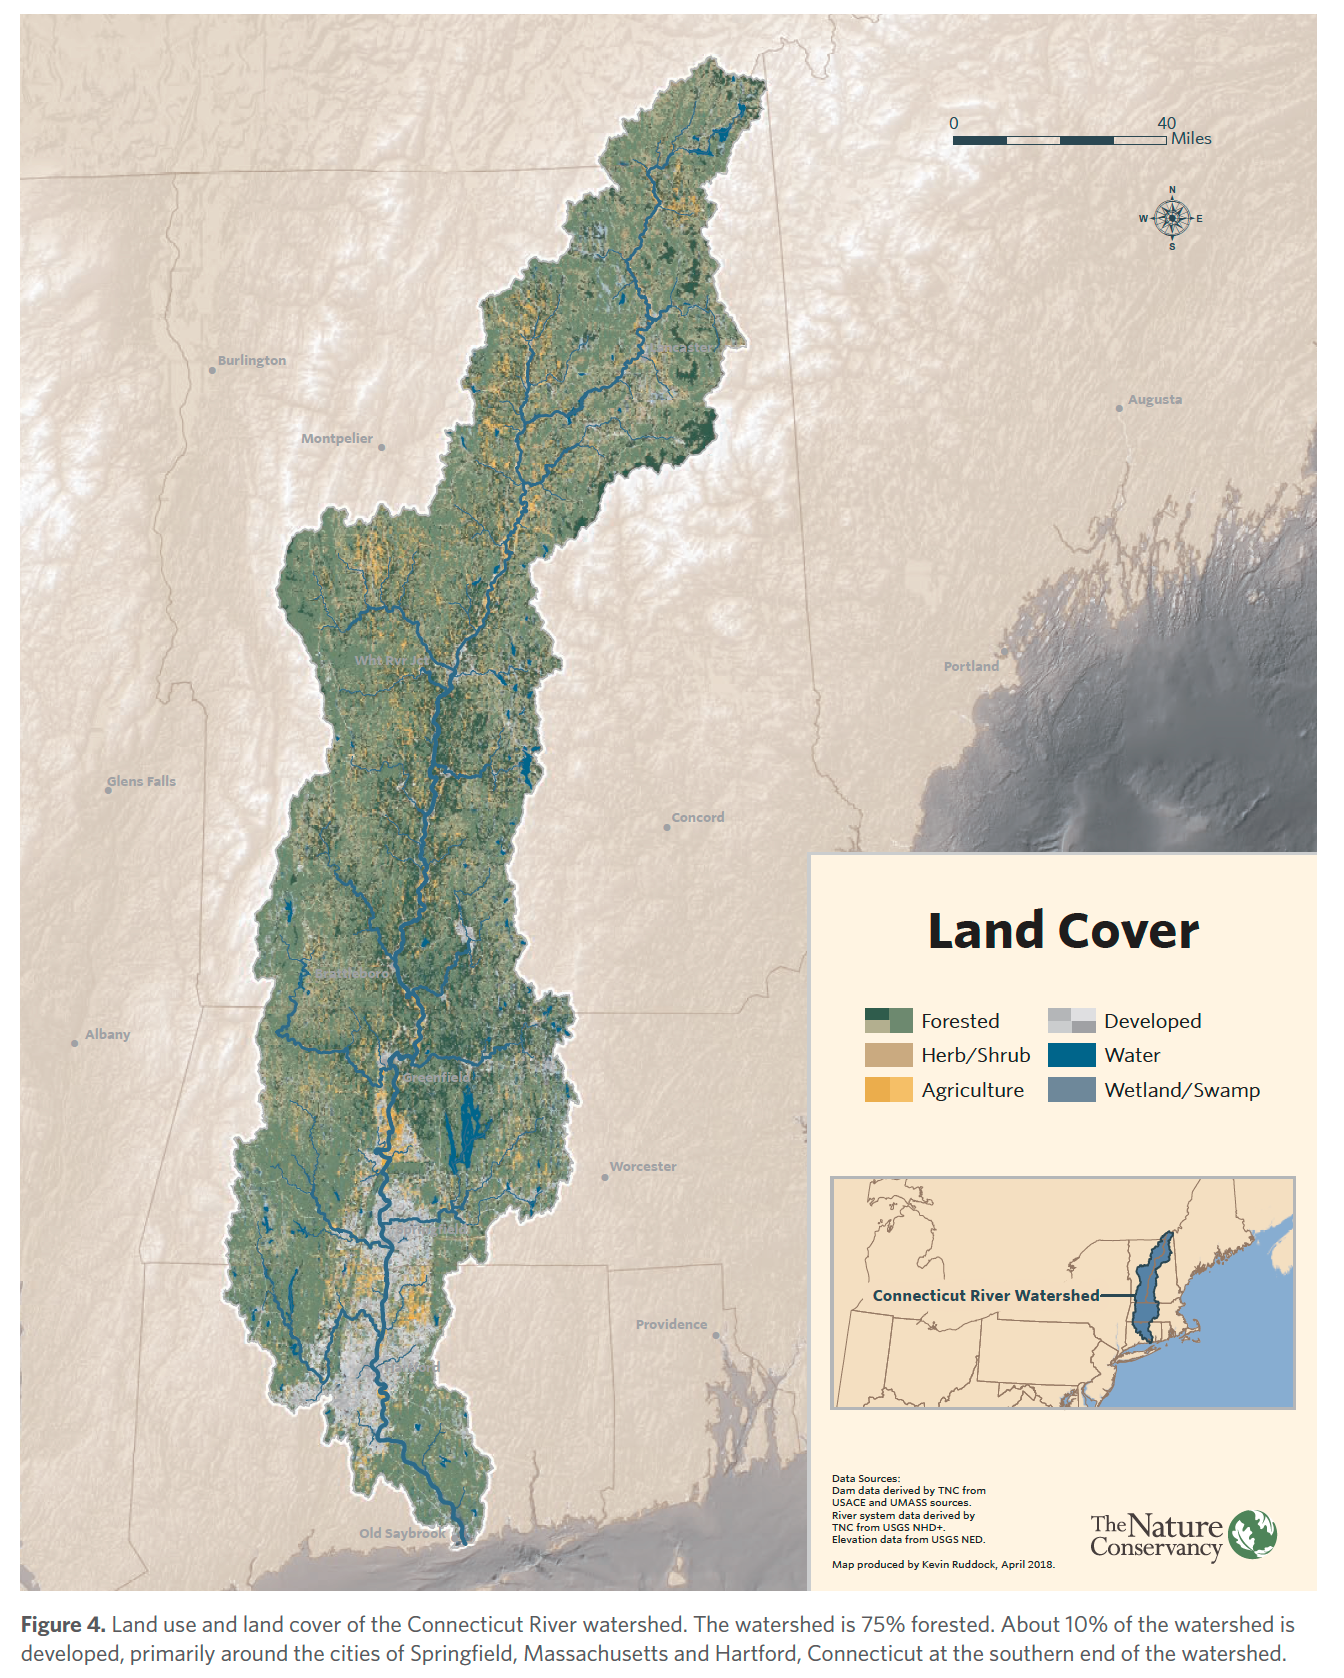 0 40
Miles
N
W E
S
Burlington
Montpelier
Augusta
Portland
Glens Falls
Concord
Albany
Greenfield
Worcester
Providence
Old Saybrook
Land Cover
Forested
Herb/Shrub
Agriculture
Developed
Water
Wetland/Swamp
Connecticut River Watershed
Data Sources:
Dam data derived by TNC from
USACE and UMASS sources.
River system data derived by
TNC from USGS NHD+.
Elevation data from USGS NED.
Map produced by Kevin Ruddock, April 2018.
The Nature
Conservancy
Figure 4. Land use and land cover of the Connecticut River watershed. The watershed is 75% forested. About 10% of the watershed is
developed, primarily around the cities of Springfield, Massachusetts and Hartford, Connecticut at the southern end of the watershed.